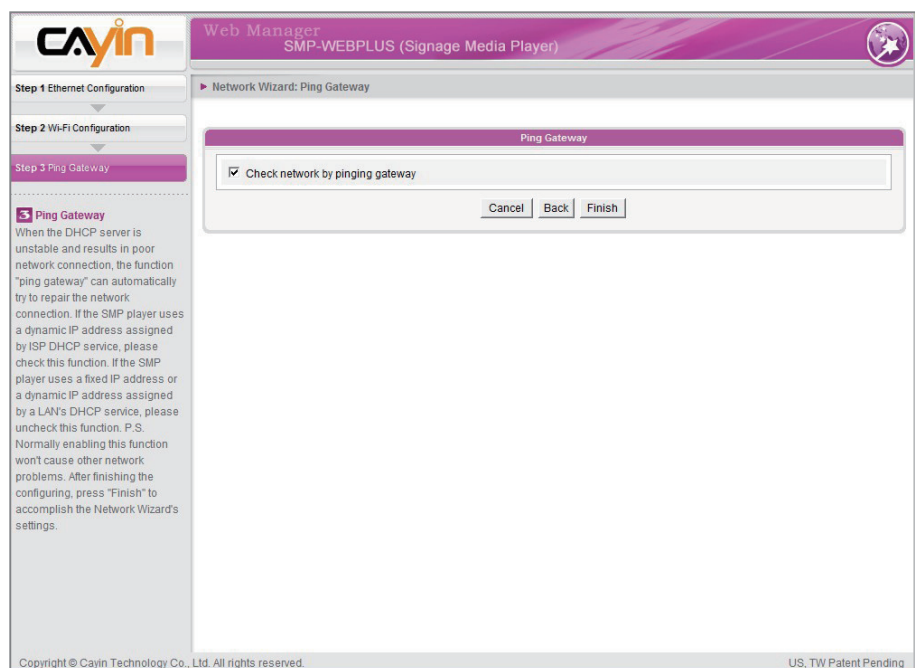 CAYIN
Web Manager
SMP-WEBPLUS (Signage Media Player)
Step 1 Ethernet Configuration
Step 2 Wi-Fi Configuration
Step 3 Ping Gateway
3 Ping Gateway
When the DHCP server is
unstable and results in poor
network connection, the function
"ping gateway" can automatically
try to repair the network
connection. If the SMP player uses
a dynamic IP address assigned
by ISP DHCP service, please
check this function. If the SMP
player uses a fixed IP address or
a dynamic IP address assigned
by a LAN's DHCP service, please
uncheck this function. P.S.
Normally enabling this function
won't cause other network
problems. After finishing the
configuring, press "Finish" to
accomplish the Network Wizard's
settings.
Network Wizard: Ping Gateway
Ping Gateway
Check network by pinging gateway
Cancel Back Finish
Copyright © Cayin Technology Co., Ltd. All rights reserved. US, TW Patent Pending